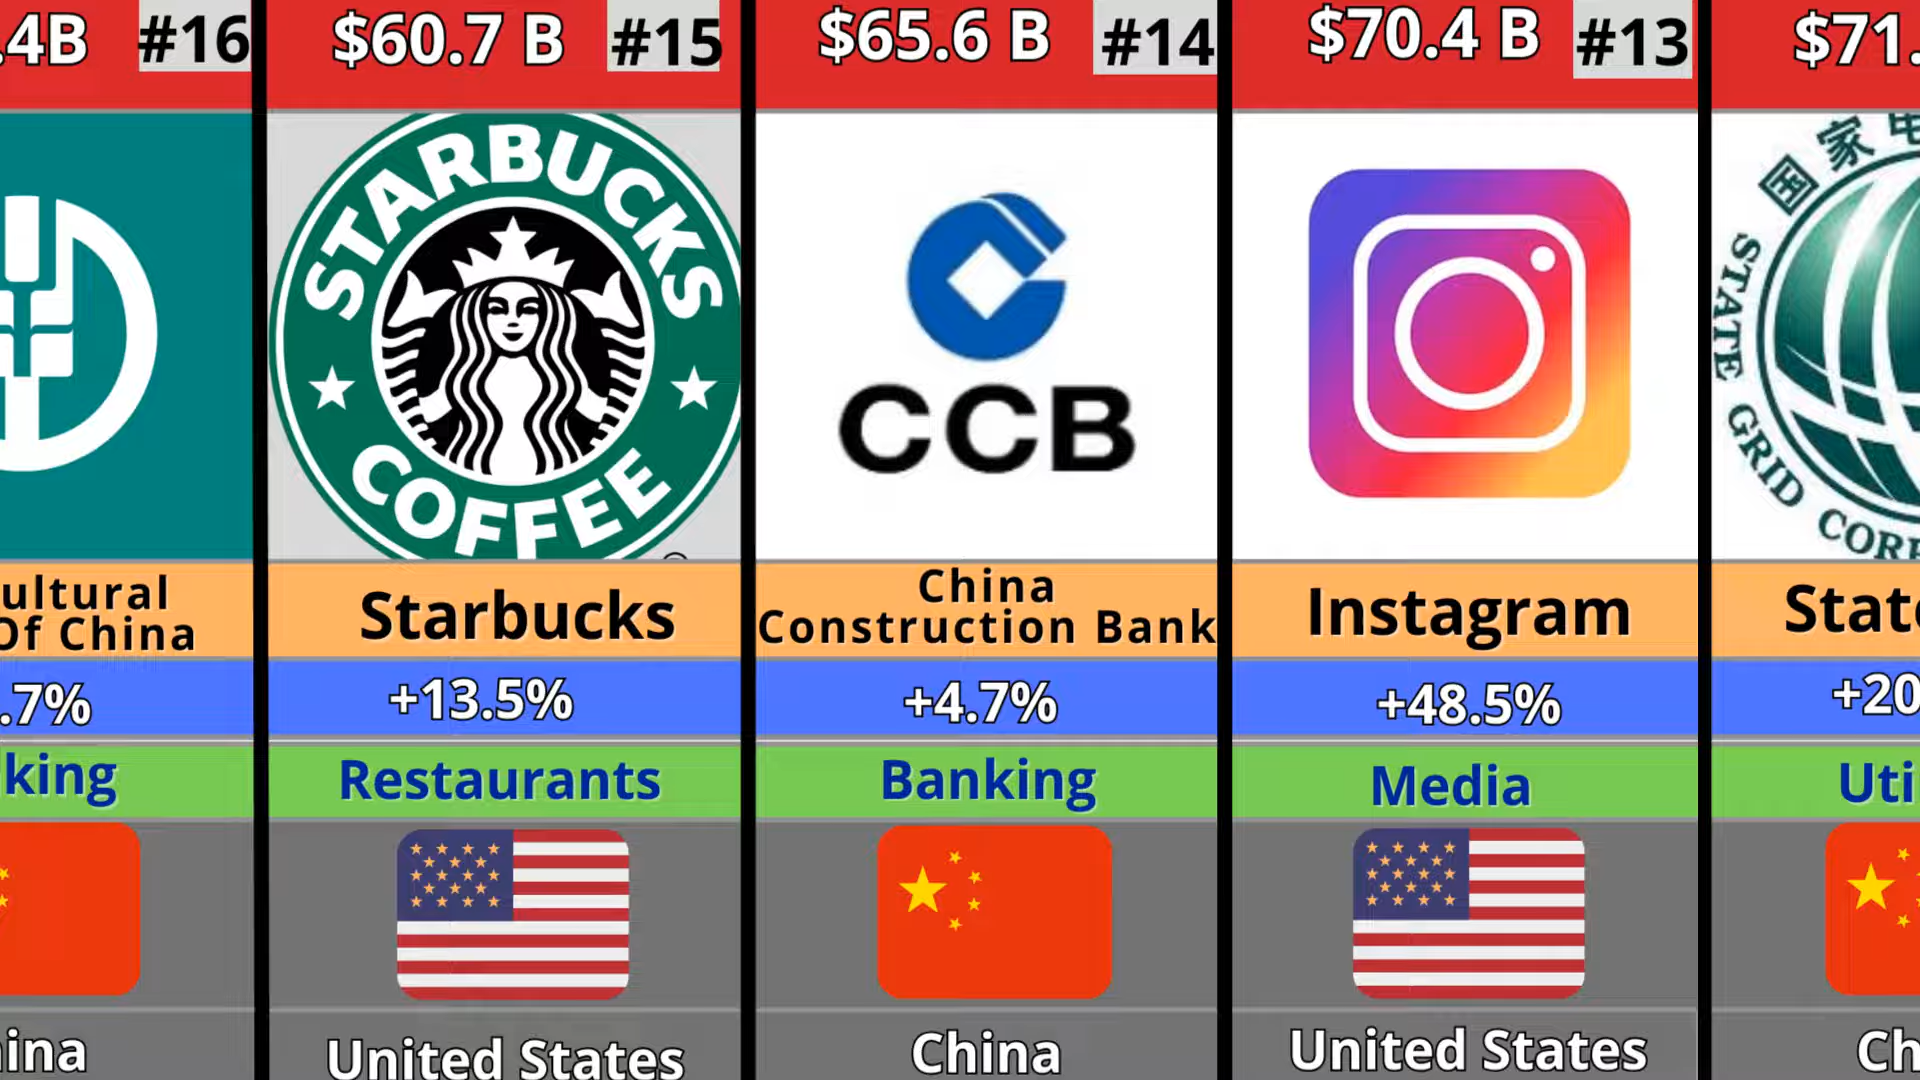 .4B #16
ultural
Of China
.7%
king
ina
$60.7 B #15
STARBUCKS
COFFEE
Starbucks
+13.5%
Restaurants
United States
$65.6 B #14
CCB
China
Construction Bank
+4.7%
Banking
China
$70.4 B #13
Instagram
+48.5%
Media
United States
$71.
国家电
STATE GRID CORP
State
+20
Uti
Ch